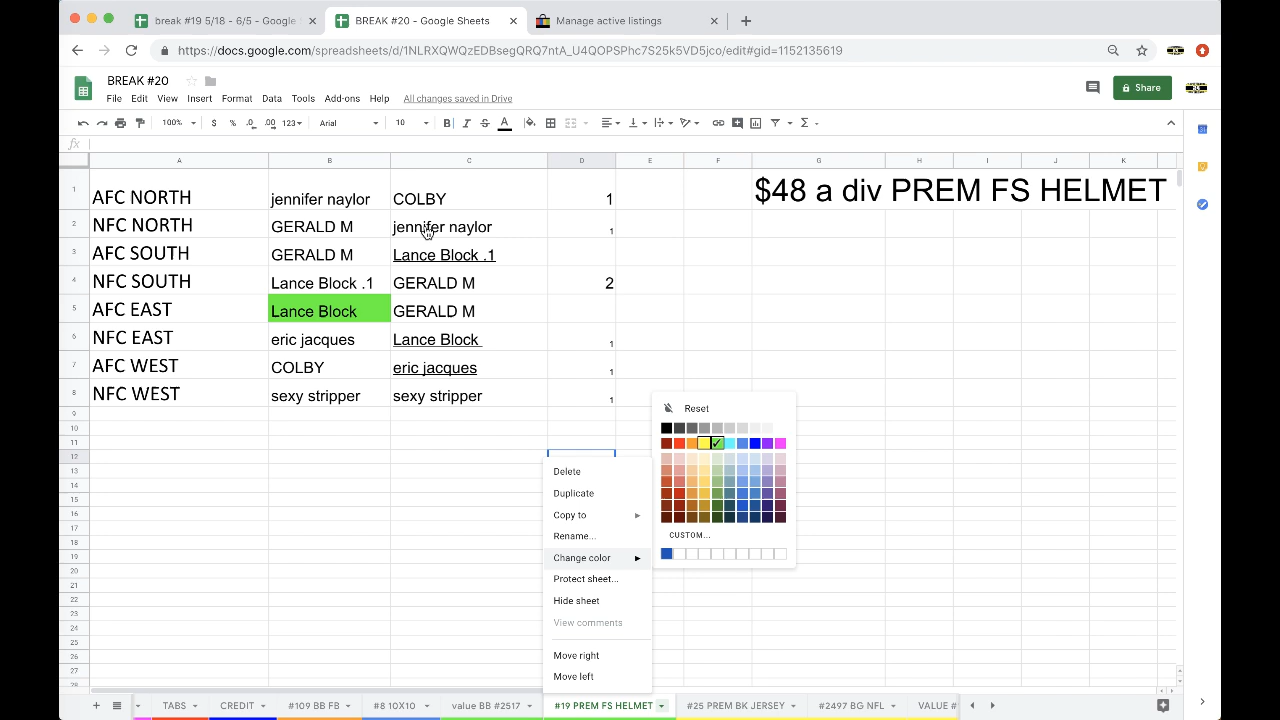 break #19 5/18 - 6/5 - Google
BREAK #20 - Google Sheets
Manage active listings
https://docs.google.com/spreadsheets/d/1NLRXQWQzEDBsegQRQ7ntA_U4QOPSPhc7S25k5VD5jco/edit#gid=1152135619
BREAK #20
File Edit View Insert Format Data Tools Add-ons Help All changes saved in Drive
Share
100% $ % .0 .00 123 Arial 10 B I S A
fx
A B C D E F G H I J K
1 AFC NORTH jennifer naylor COLBY 1 $48 a div PREM FS HELMET
2 NFC NORTH GERALD M jennifer naylor 1
3 AFC SOUTH GERALD M Lance Block .1
4 NFC SOUTH Lance Block .1 GERALD M 2
5 AFC EAST Lance Block GERALD M
6 NFC EAST eric jacques Lance Block 1
7 AFC WEST COLBY eric jacques 1
8 NFC WEST sexy stripper sexy stripper 1
9
10
11
12
13
14
15
16
17
18
19
20
21
22
23
24
25
26
27
28
Reset
CUSTOM...
Delete
Duplicate
Copy to
Rename...
Change color
Protect sheet...
Hide sheet
View comments
Move right
Move left
TABS CREDIT #109 BB FB #8 10X10 blue BB #2517 #19 PREM FS HELMET #25 PREM BK JERSEY #2497 BG NFL VALUE #